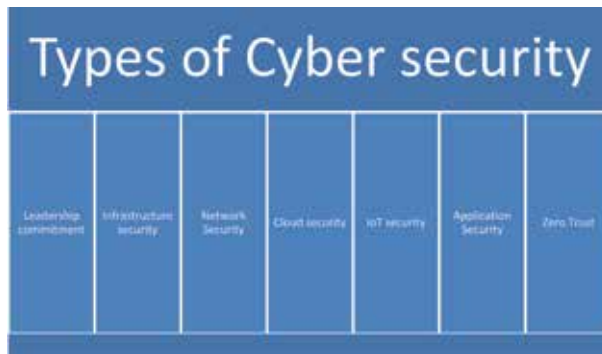 Types of Cyber security
Leadership
commitment
Infrastructure
security
Network
Security
Cloud security
IoT security
Application
Security
Zero Trust